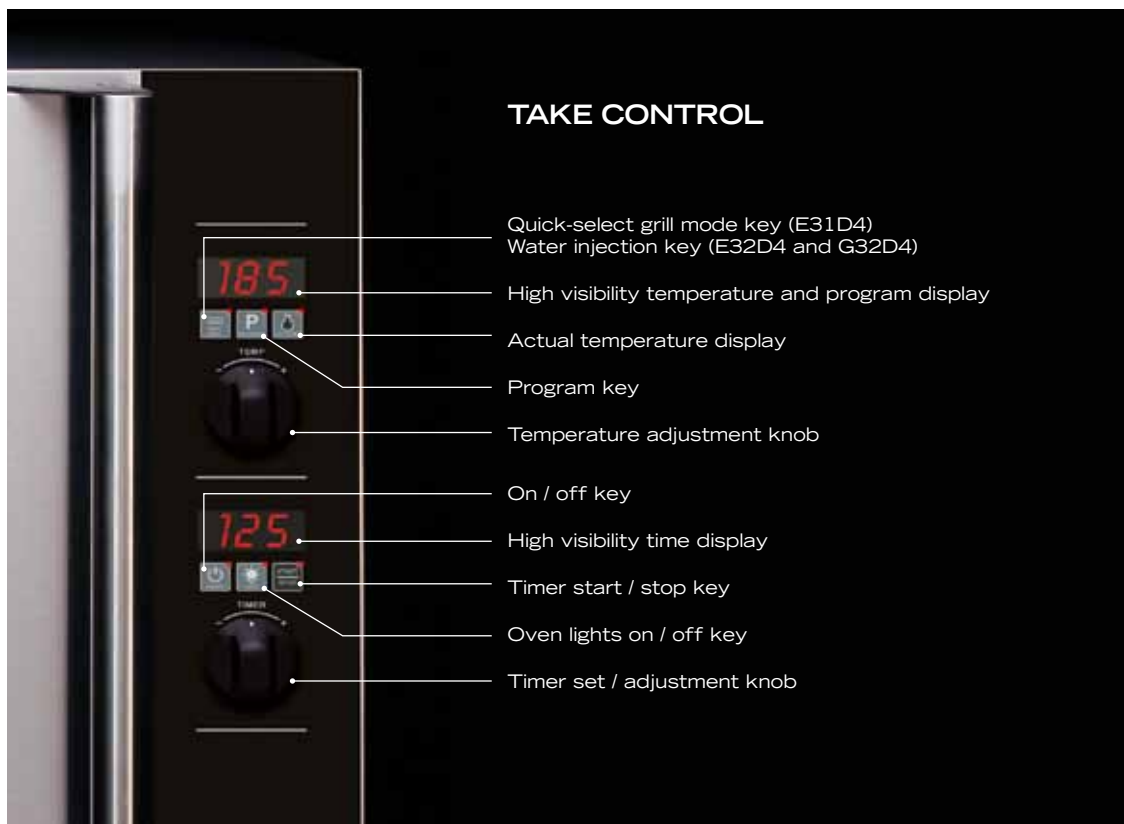 TAKE CONTROL
Quick-select grill mode key (E31D4)
Water injection key (E32D4 and G32D4)
185
High visibility temperature and program display
P
Actual temperature display
TEMP
Program key
Temperature adjustment knob
On / off key
125
High visibility time display
Timer start / stop key
TIMER
Oven lights on / off key
Timer set / adjustment knob